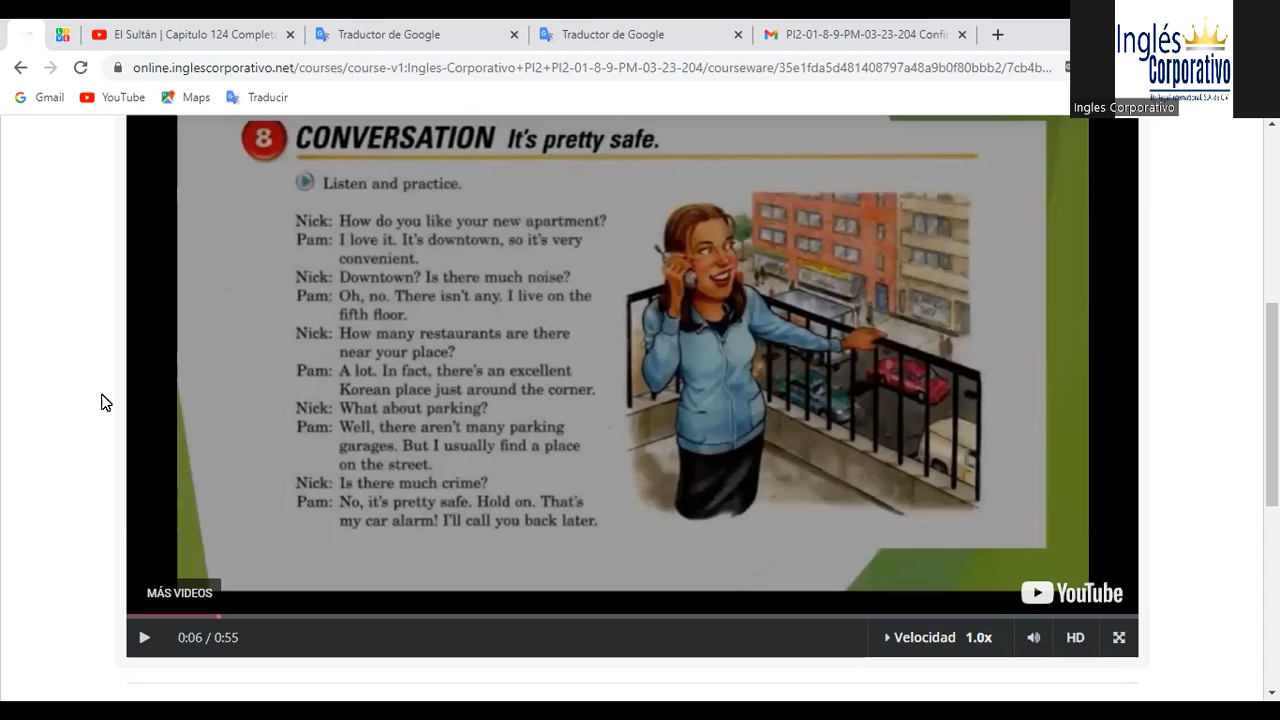 El Sultán | Capitulo 124 Complet
Traductor de Google
Traductor de Google
PI2-01-8-9-PM-03-23-204 Confi
online.inglescorporativo.net/courses/course-v1:Ingles-Corporativo+PI2+PI2-01-8-9-PM-03-23-204/courseware/35e1fda5d481408797a48a9b0f80bbb2/7cb4b...
Gmail
YouTube
Maps
Traducir
Inglés
Corporativo
Ingles Corporativo
8 CONVERSATION It's pretty safe.
Listen and practice.
Nick: How do you like your new apartment?
Pam: I love it. It's downtown, so it's very
convenient.
Nick: Downtown? Is there much noise?
Pam: Oh, no. There isn't any. I live on the
fifth floor.
Nick: How many restaurants are there
near your place?
Pam: A lot. In fact, there's an excellent
Korean place just around the corner.
Nick: What about parking?
Pam: Well, there aren't many parking
garages. But I usually find a place
on the street.
Nick: Is there much crime?
Pam: No, it's pretty safe. Hold on. That's
my car alarm! I'll call you back later.
MÁS VIDEOS
YouTube
0:06 / 0:55
Velocidad 1.0x
HD